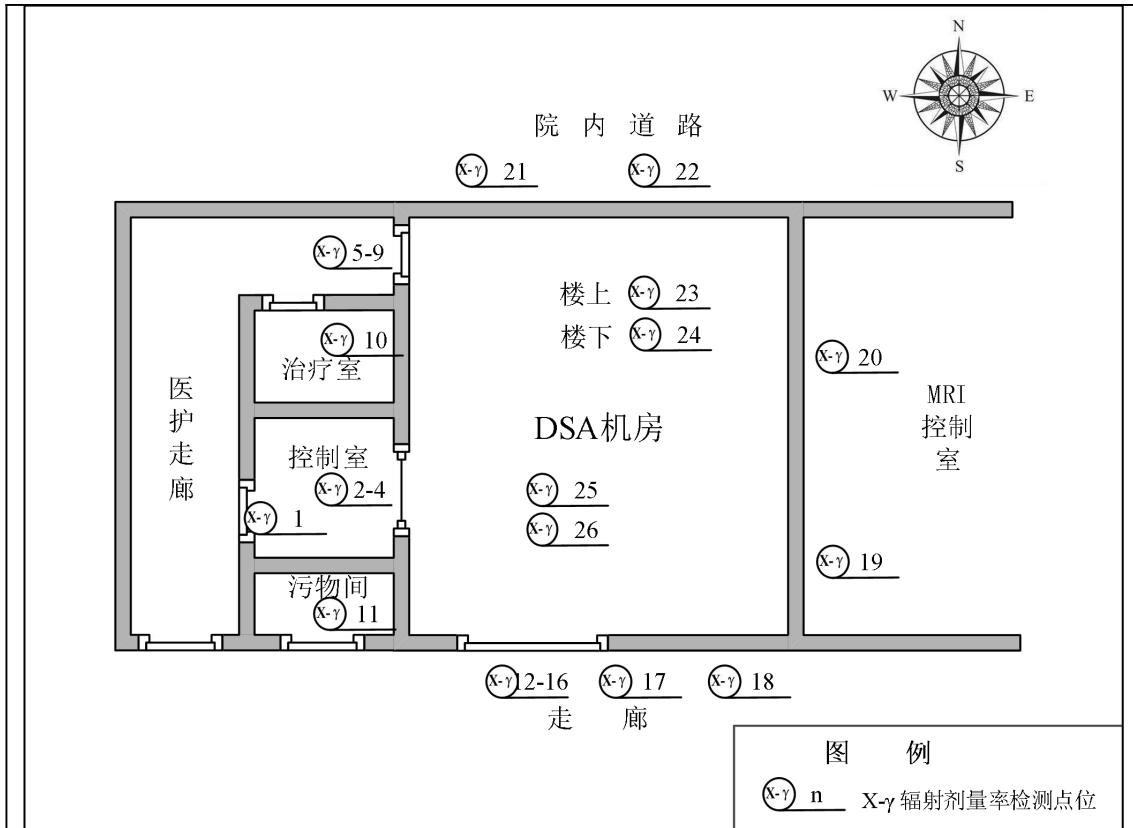 N
W
E
S
院内道路
X-γ 21
X-γ 22
X-γ 5-9
楼上 X-γ 23
楼下 X-γ 24
X-γ 10
治疗室
X-γ 20
医护走廊
MRI
控制
室
DSA机房
控制室
X-γ 2-4
X-γ 25
X-γ 1
X-γ 26
X-γ 19
污物间
X-γ 11
X-γ 12-16
X-γ 17
X-γ 18
走廊
图例
X-γ n X-γ辐射剂量率检测点位